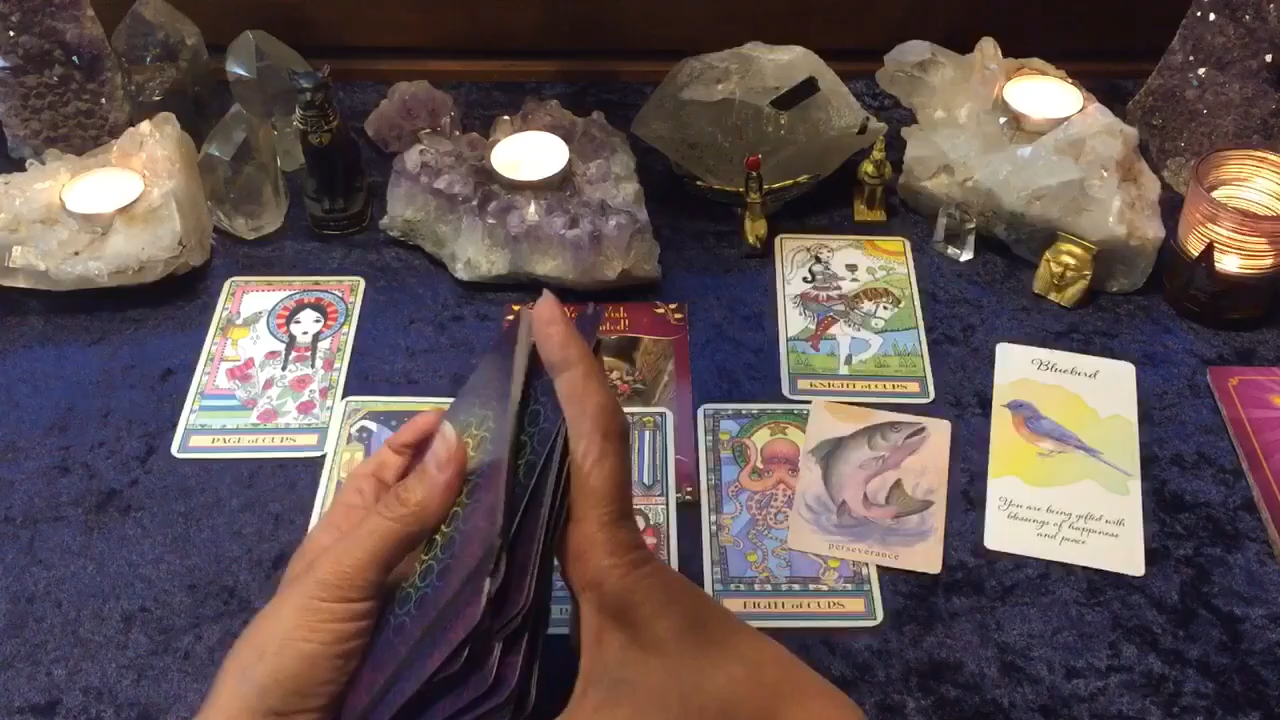 PAGE of CUPS
KNIGHT of CUPS
EIGHT of CUPS
perseverance
Bluebird
You are being gifted with
blessings of happiness
and peace